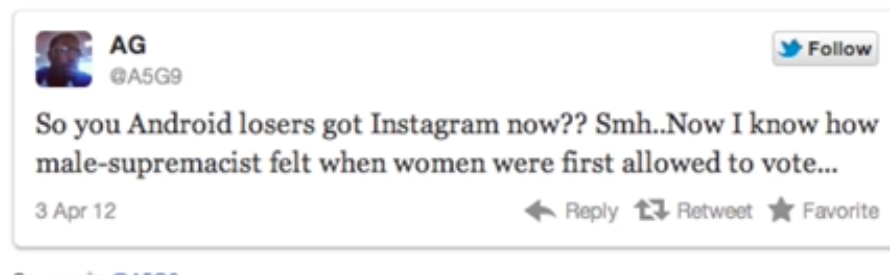 AG
Follow
@A5G9
So you Android losers got Instagram now?? Smh..Now I know how
male-supremacist felt when women were first allowed to vote...
3 Apr 12 Reply Retweet Favorite